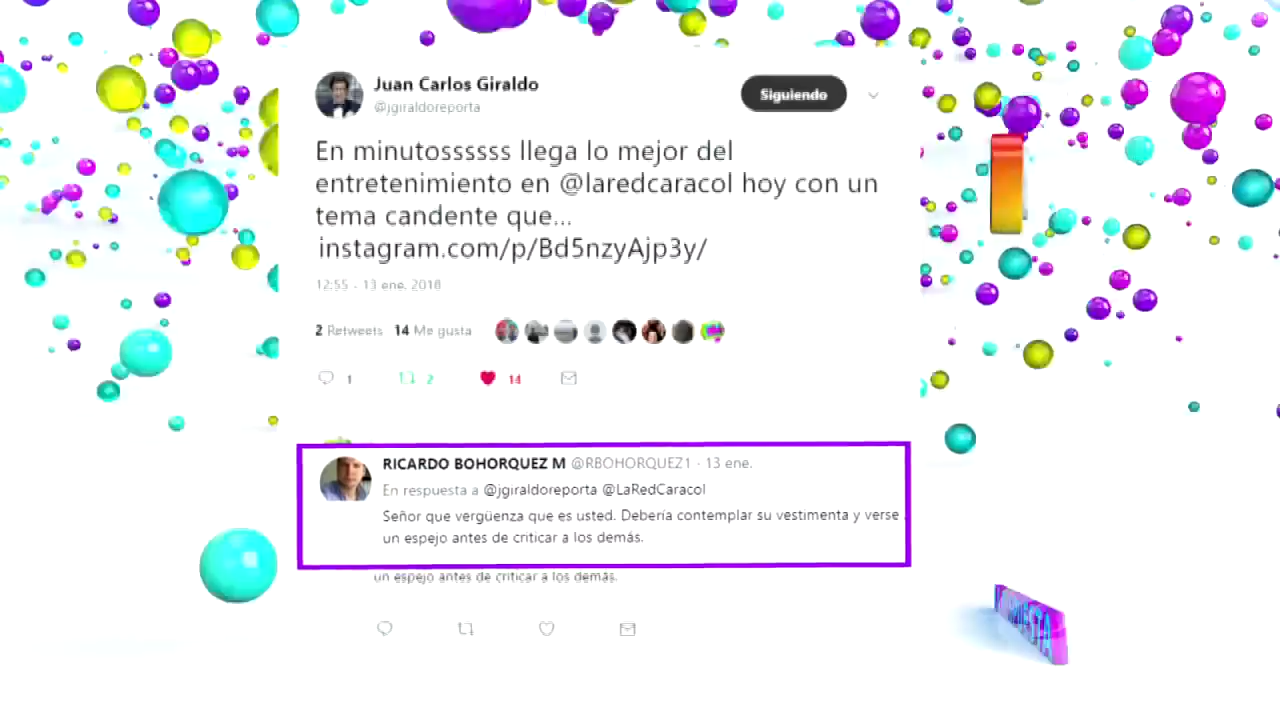 Juan Carlos Giraldo
@jgiraldoreporta
Siguiendo
En minutossssss llega lo mejor del
entretenimiento en @laredcaracol hoy con un
tema candente que...
instagram.com/p/Bd5nzyAjp3y/
12:55 - 13 ene. 2018
2 Retweets 14 Me gusta
1 2 14
RICARDO BOHORQUEZ M @RBOHORQUEZ1 · 13 ene.
En respuesta a @jgiraldoreporta @LaRedCaracol
Señor que vergüenza que es usted. Debería contemplar su vestimenta y verse
un espejo antes de criticar a los demás.
un espejo antes de criticar a los demás.